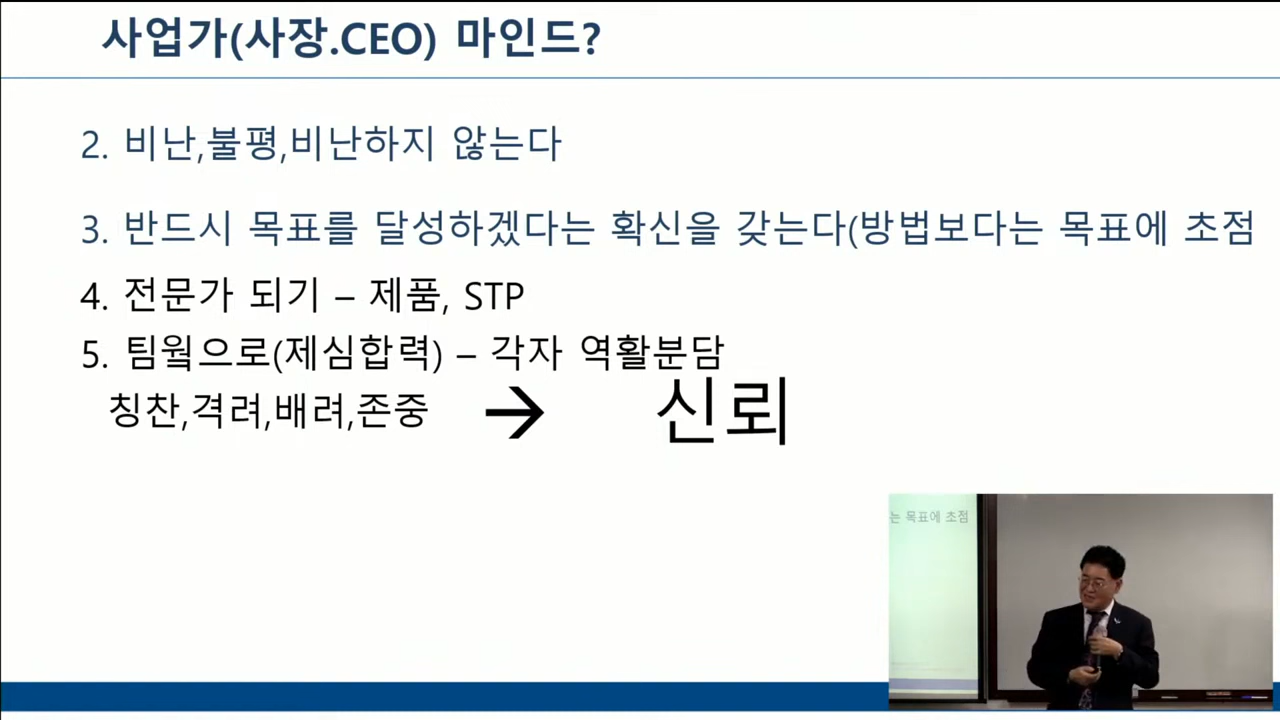 사업가(사장.CEO) 마인드?
2. 비난,불평,비난하지 않는다
3. 반드시 목표를 달성하겠다는 확신을 갖는다(방법보다는 목표에 초점
4. 전문가 되기 – 제품, STP
5. 팀웤으로(제심합력) – 각자 역활분담
칭찬,격려,배려,존중 → 신뢰
는 목표에 초점